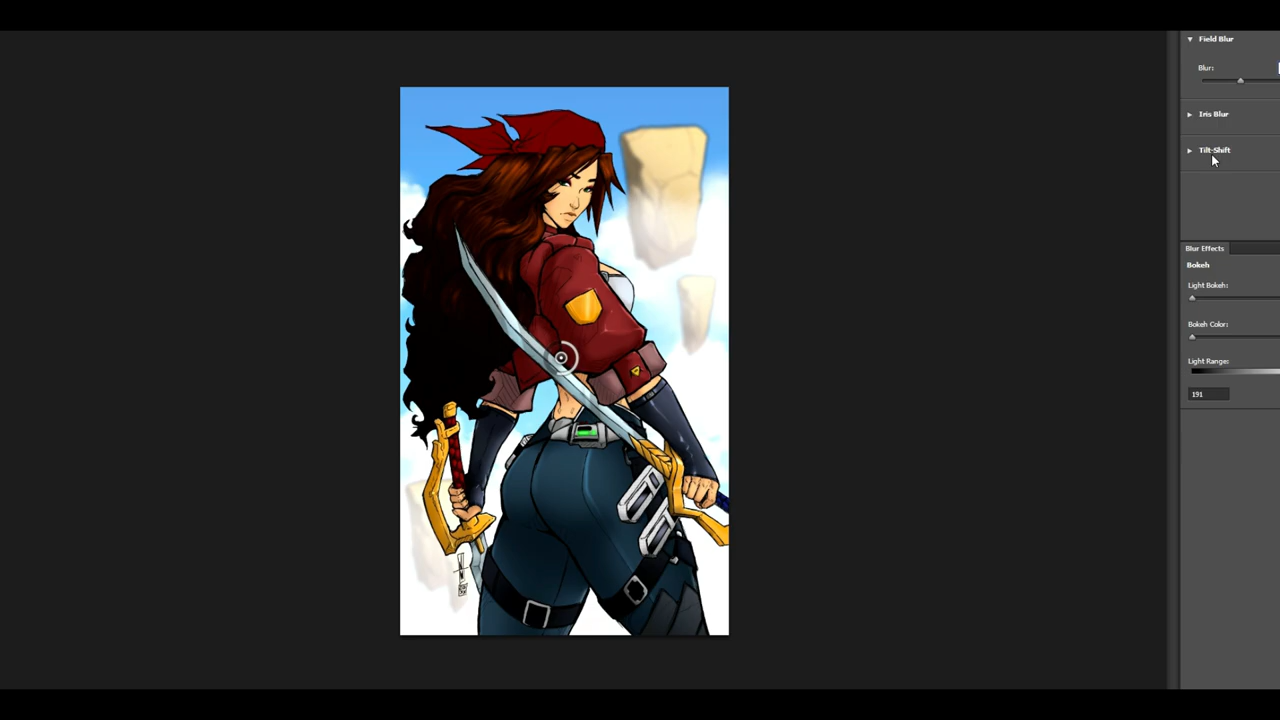 Field Blur
Blur:
Iris Blur
Tilt-Shift
Blur Effects
Bokeh
Light Bokeh:
Bokeh Color:
Light Range:
191